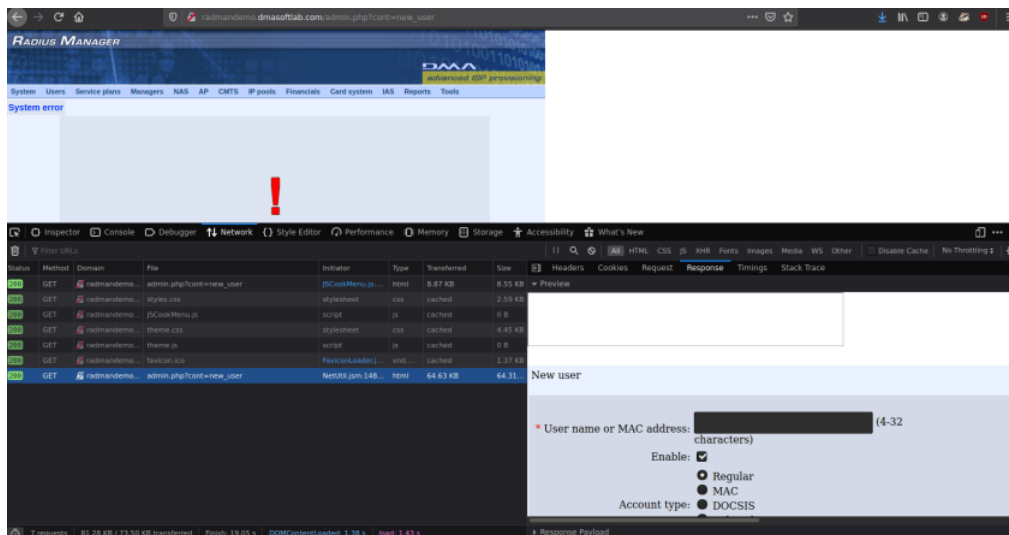 radmandemo.dmasoftlab.com/admin.php?cont=new_user
RADIUS MANAGER
DMA
advanced ISP provisioning
System Users Service plans Managers NAS AP CMTS IP pools Financials Card system IAS Reports Tools
System error
!
Inspector Console Debugger Network {} Style Editor Performance Memory Storage Accessibility What's New
Filter URLs
All HTML CSS JS XHR Fonts Images Media WS Other Disable Cache No Throttling
Status Method Domain File Initiator Type Transferred Size
Headers Cookies Request Response Timings Stack Trace
200 GET radmandemo... admin.php?cont=new_user JSCookMenu.js:... html 8.87 KB 8.55 KB
Preview
200 GET radmandemo... styles.css stylesheet css cached 2.59 KB
200 GET radmandemo... JSCookMenu.js script js cached 0 B
200 GET radmandemo... theme.css stylesheet css cached 4.45 KB
200 GET radmandemo... theme.js script js cached 0 B
200 GET radmandemo... favicon.ico FaviconLoader.j... vnd.... cached 1.37 KB
200 GET radmandemo... admin.php?cont=new_user NetUtil.jsm:148... html 64.63 KB 64.31...
New user
* User name or MAC address: (4-32
characters)
Enable:
Regular
MAC
Account type: DOCSIS
7 requests 81.28 KB / 73.50 KB transferred Finish: 19.05 s DOMContentLoaded: 1.38 s load: 1.43 s
Response Payload